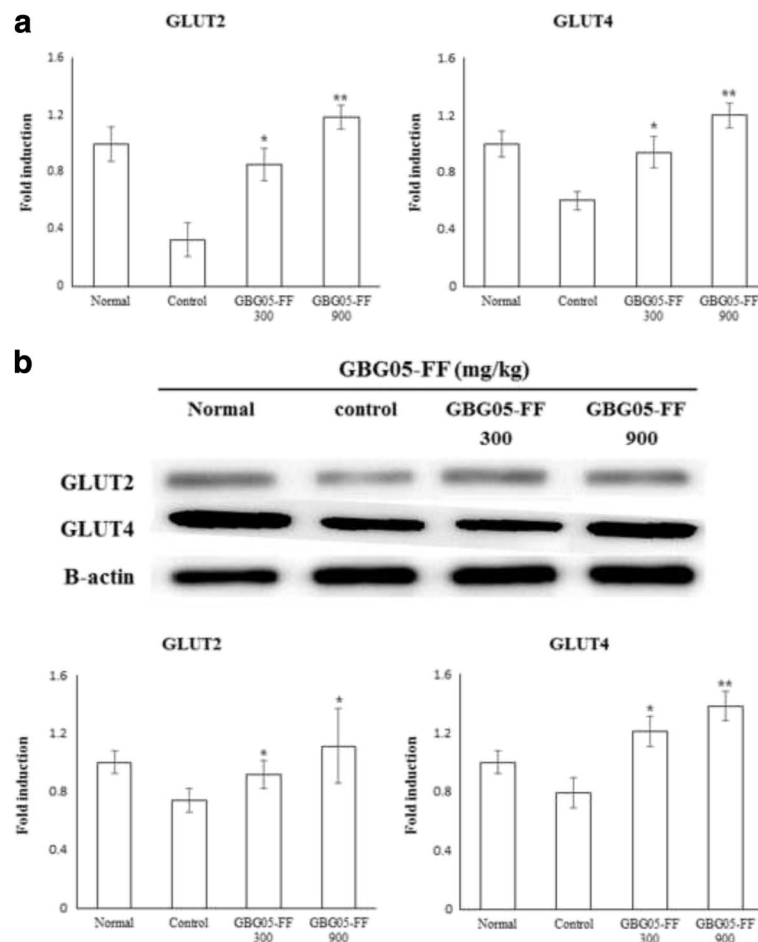 a
GLUT2
GLUT4
Fold induction
1.6
1.2
0.8
0.4
0
*
**
Normal
Control
GBG05-FF
300
GBG05-FF
900
Fold induction
1.6
1.2
0.8
0.4
0
*
**
Normal
Control
GBG05-FF
300
GBG05-FF
900
b
GBG05-FF (mg/kg)
Normal
control
GBG05-FF
300
GBG05-FF
900
GLUT2
GLUT4
B-actin
GLUT2
GLUT4
Fold induction
1.6
1.2
0.8
0.4
0
*
*
Normal
Control
GBG05-FF
300
GBG05-FF
900
Fold induction
1.6
1.2
0.8
0.4
0
*
**
Normal
Control
GBG05-FF
300
GBG05-FF
900